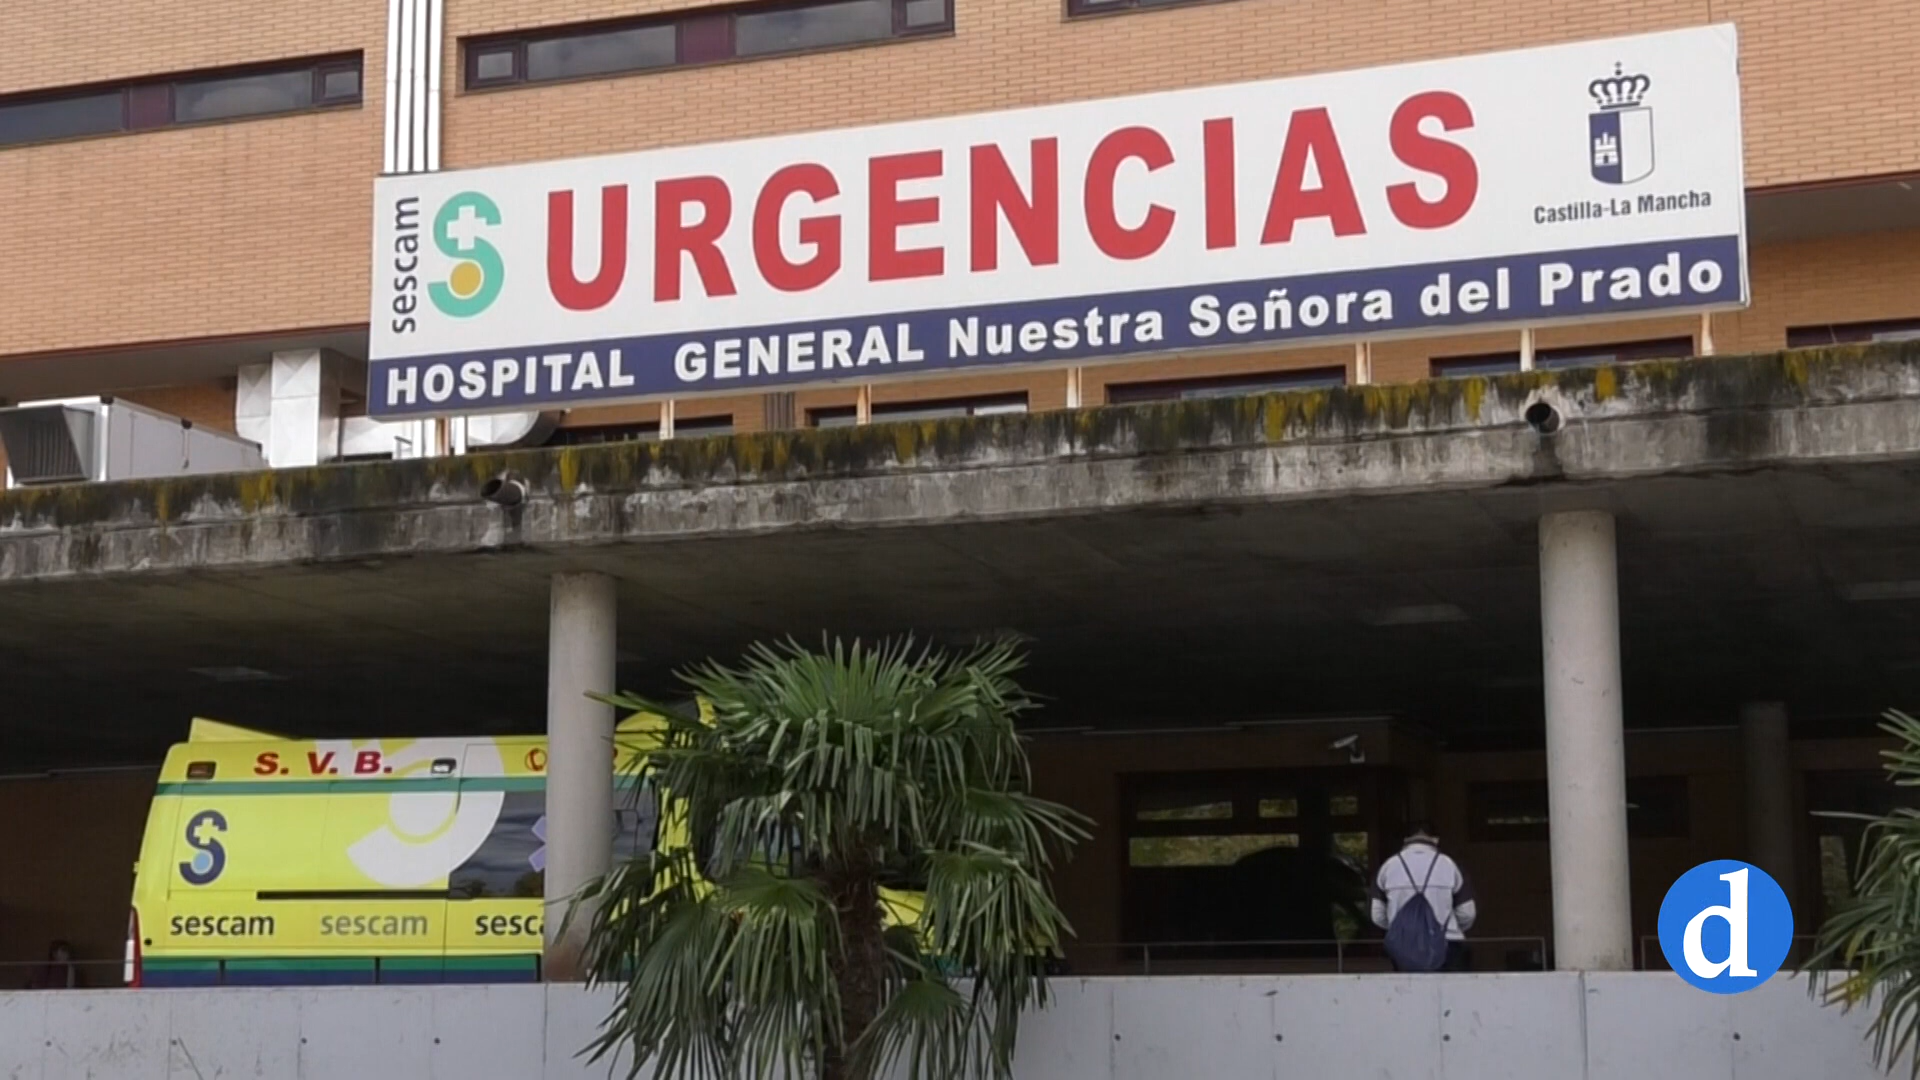 sescam
URGENCIAS
Castilla-La Mancha
HOSPITAL GENERAL Nuestra Señora del Prado
S. V. B.
sescam sescam sesca
d